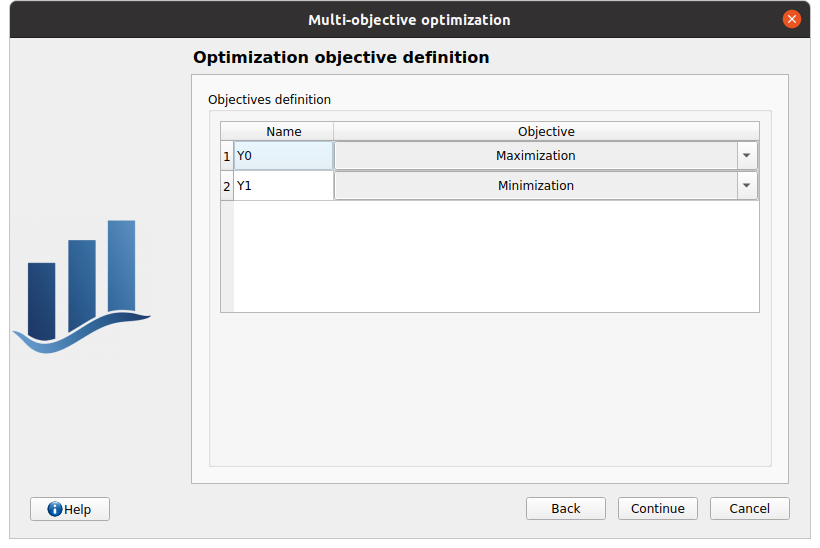 Multi-objective optimization
Optimization objective definition
Objectives definition
Name Objective
1 Y0 Maximization
2 Y1 Minimization
Help Back Continue Cancel